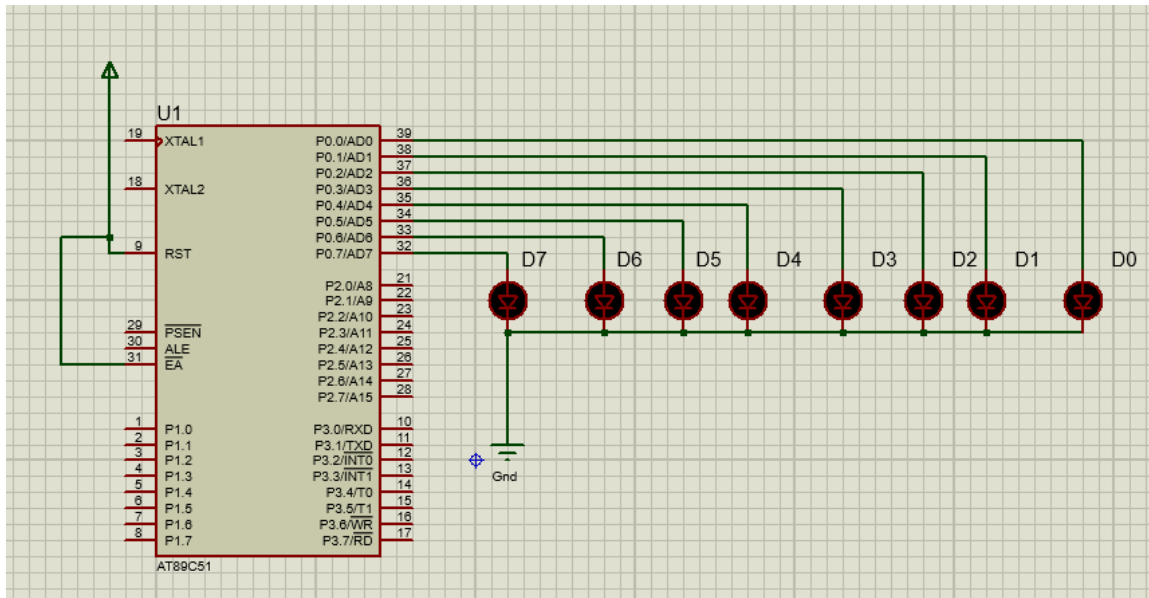 U1
19 XTAL1 P0.0/AD0 39
P0.1/AD1 38
P0.2/AD2 37
18 XTAL2 P0.3/AD3 36
P0.4/AD4 35
P0.5/AD5 34
P0.6/AD6 33
9 RST P0.7/AD7 32
D7 D6 D5 D4 D3 D2 D1 D0
P2.0/A8 21
P2.1/A9 22
P2.2/A10 23
29 PSEN P2.3/A11 24
30 ALE P2.4/A12 25
31 EA P2.5/A13 26
P2.6/A14 27
P2.7/A15 28
1 P1.0 P3.0/RXD 10
2 P1.1 P3.1/TXD 11
3 P1.2 P3.2/INT0 12
4 P1.3 P3.3/INT1 13
5 P1.4 P3.4/T0 14
6 P1.5 P3.5/T1 15
7 P1.6 P3.6/WR 16
8 P1.7 P3.7/RD 17
Gnd
AT89C51